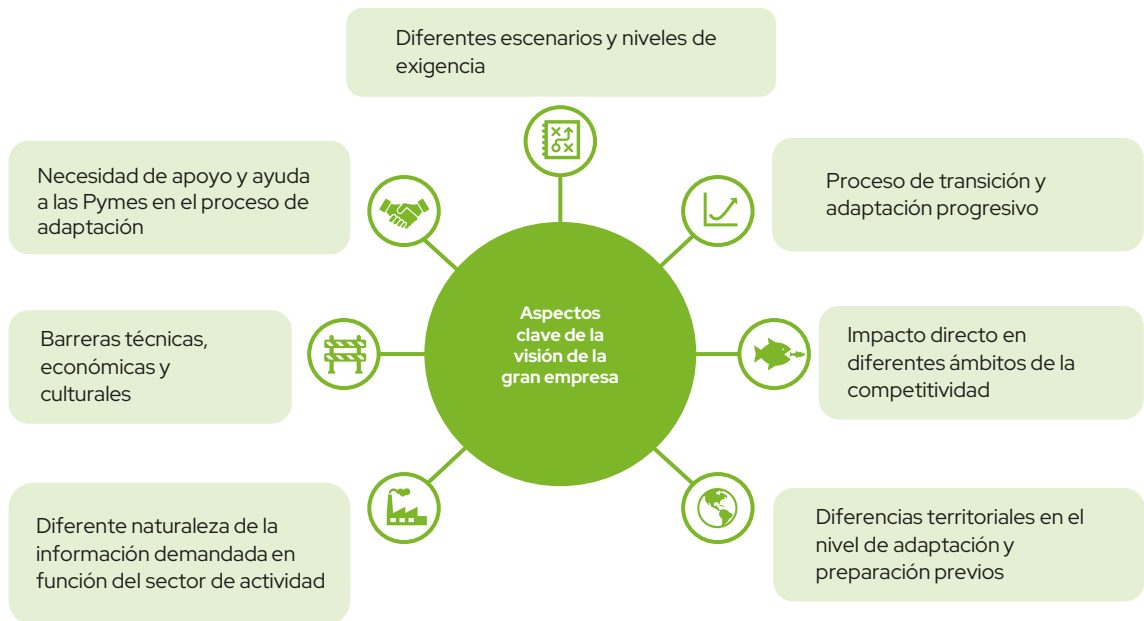 Diferentes escenarios y niveles de
exigencia
Necesidad de apoyo y ayuda
a las Pymes en el proceso de
adaptación
Proceso de transición y
adaptación progresivo
Aspectos
clave de la
visión de la
gran empresa
Barreras técnicas,
económicas y
culturales
Impacto directo en
diferentes ámbitos de la
competitividad
Diferente naturaleza de la
información demandada en
función del sector de actividad
Diferencias territoriales en el
nivel de adaptación y
preparación previos